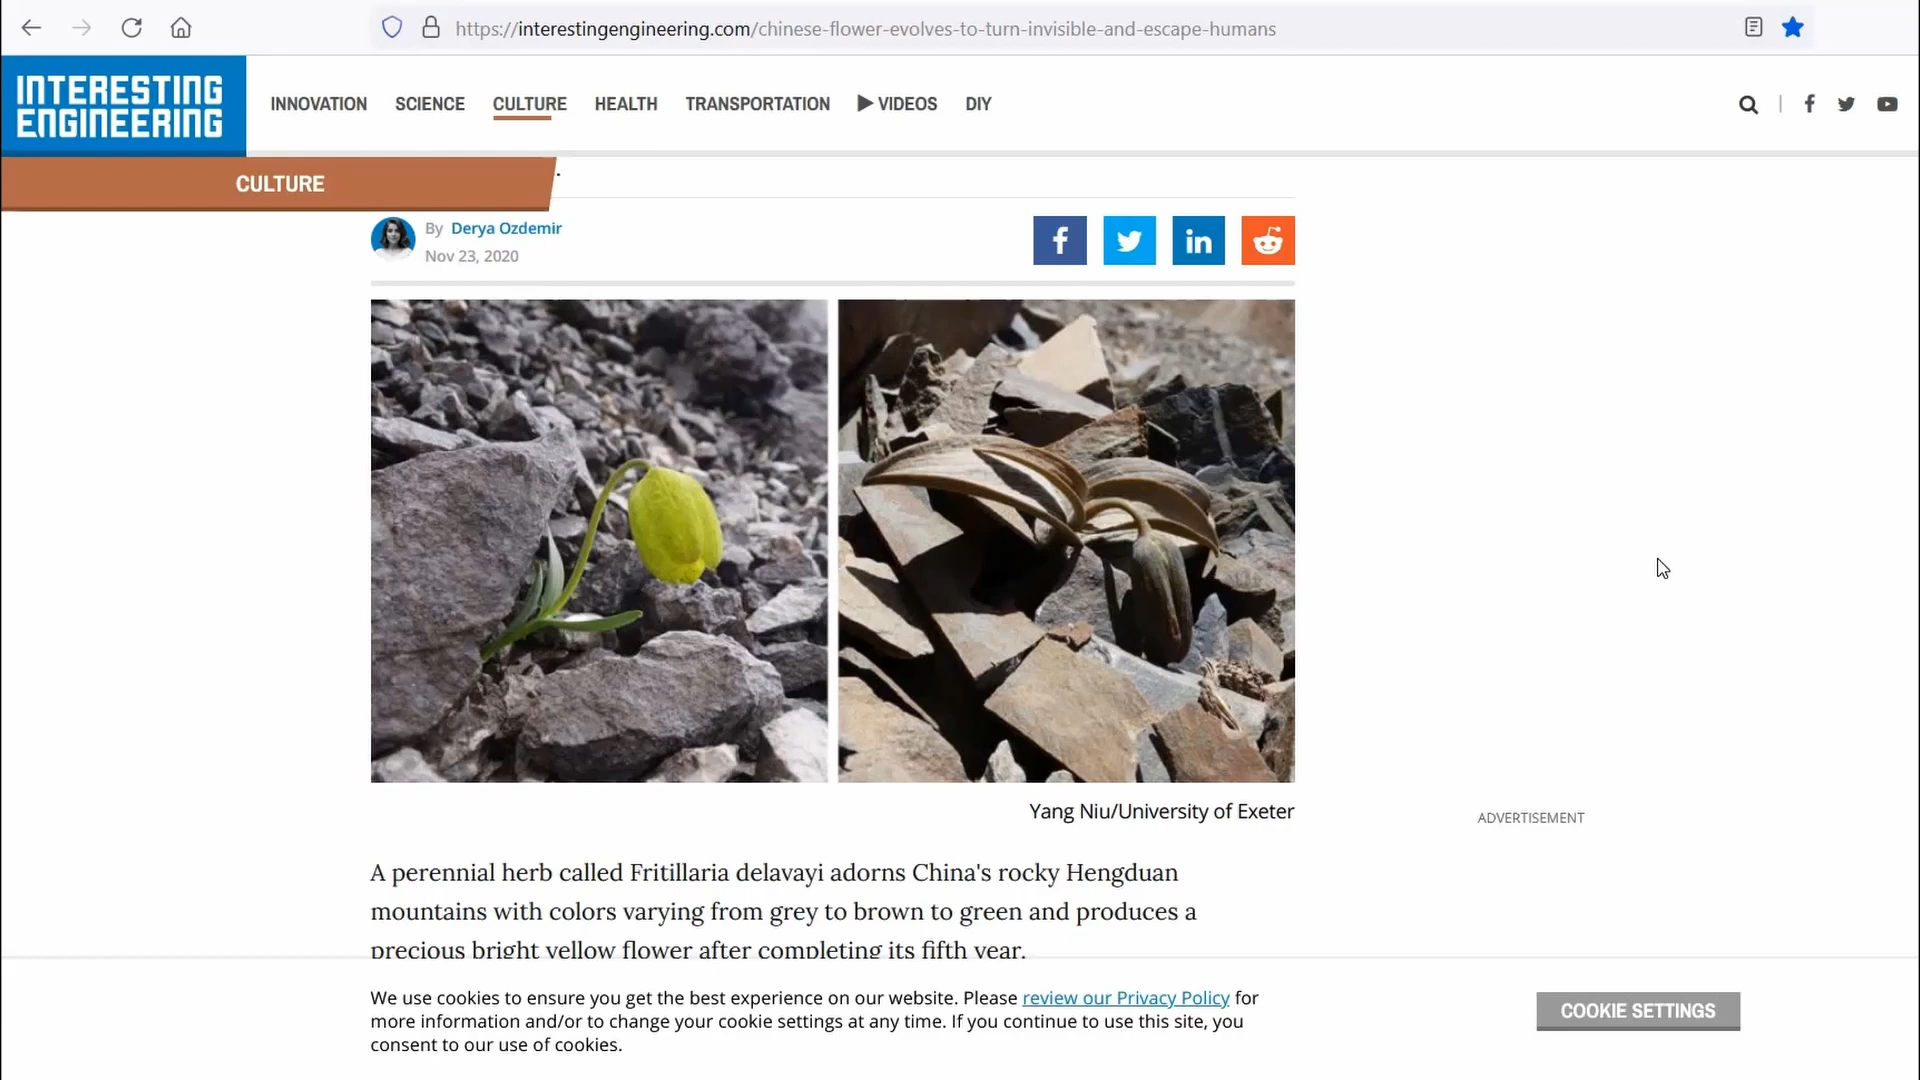 https://interestingengineering.com/chinese-flower-evolves-to-turn-invisible-and-escape-humans
INTERESTING
ENGINEERING
INNOVATION SCIENCE CULTURE HEALTH TRANSPORTATION VIDEOS DIY
CULTURE
By Derya Ozdemir
Nov 23, 2020
Yang Niu/University of Exeter
ADVERTISEMENT
A perennial herb called Fritillaria delavayi adorns China's rocky Hengduan
mountains with colors varying from grey to brown to green and produces a
precious bright yellow flower after completing its fifth year.
We use cookies to ensure you get the best experience on our website. Please review our Privacy Policy for
more information and/or to change your cookie settings at any time. If you continue to use this site, you
consent to our use of cookies.
COOKIE SETTINGS